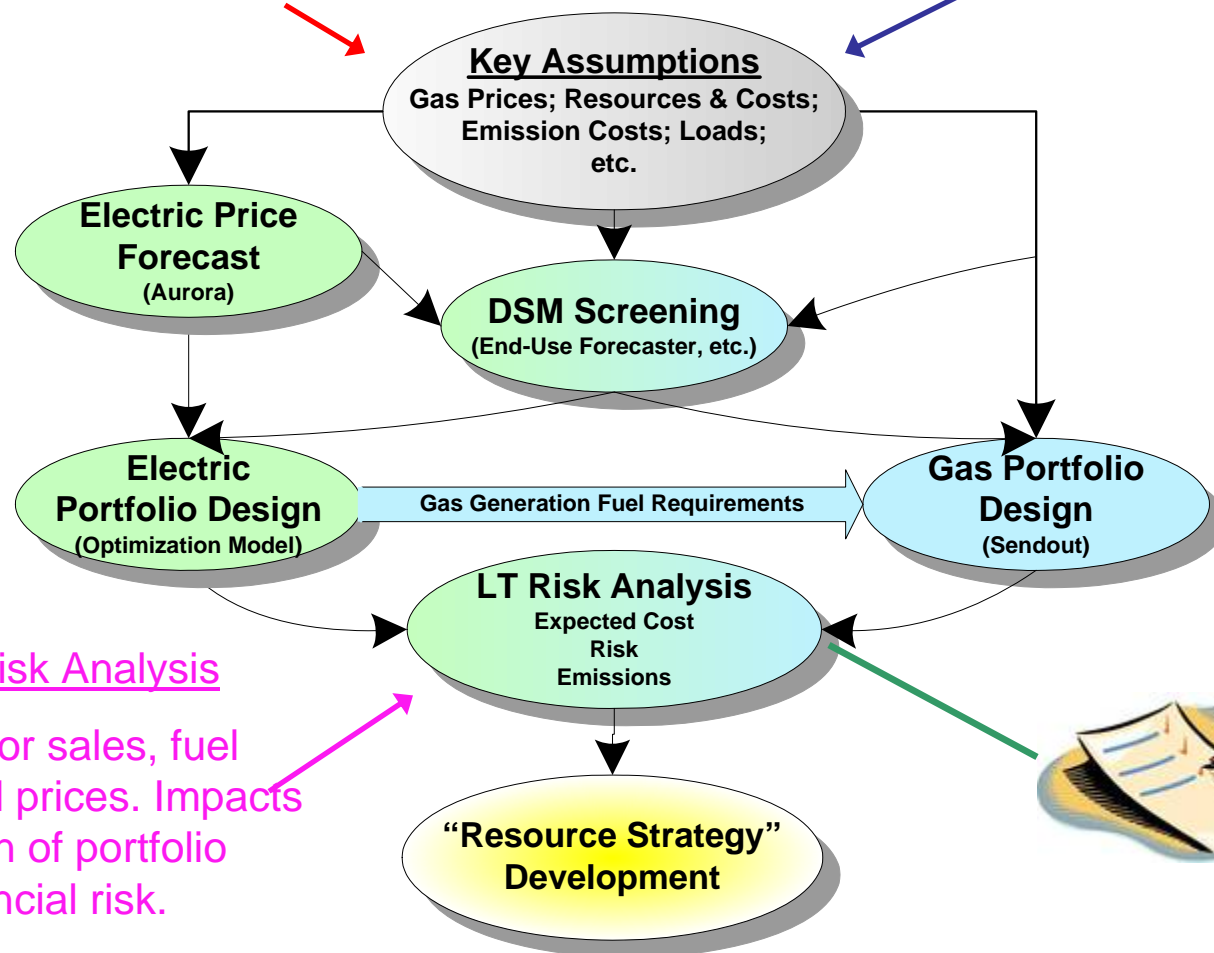 Key Assumptions
Gas Prices; Resources & Costs;
Emission Costs; Loads;
etc.
Electric Price
Forecast
(Aurora)
DSM Screening
(End-Use Forecaster, etc.)
Electric
Portfolio Design
(Optimization Model)
Gas Generation Fuel Requirements
Gas Portfolio
Design
(Sendout)
LT Risk Analysis
Expected Cost
Risk
Emissions
isk Analysis
or sales, fuel
prices. Impacts
of portfolio
ncial risk.
“Resource Strategy”
Development